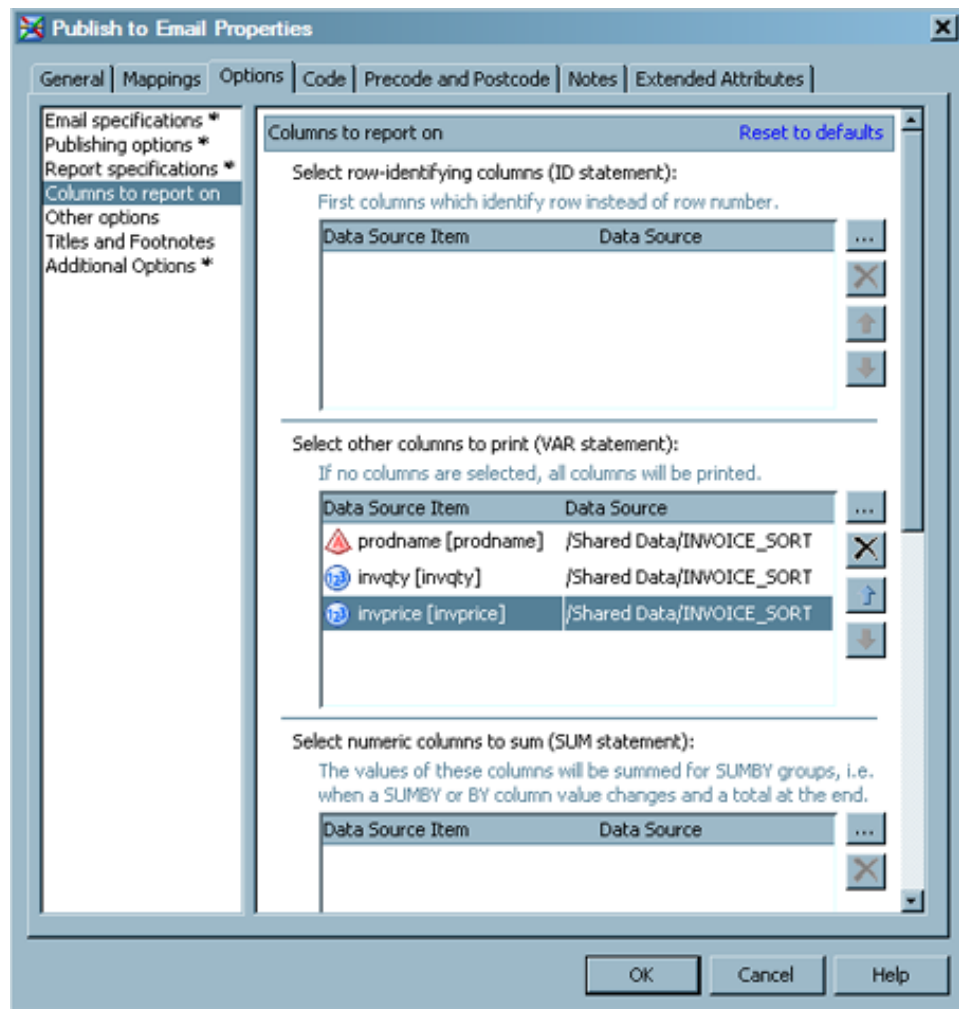 Publish to Email Properties
General Mappings Options Code Precode and Postcode Notes Extended Attributes
Email specifications *
Publishing options *
Report specifications *
Columns to report on
Other options
Titles and Footnotes
Additional Options *
Columns to report on Reset to defaults
Select row-identifying columns (ID statement):
First columns which identify row instead of row number.
Data Source Item Data Source ...
Select other columns to print (VAR statement):
If no columns are selected, all columns will be printed.
Data Source Item Data Source ...
A prodname [prodname] /Shared Data/INVOICE_SORT
123 invqty [invqty] /Shared Data/INVOICE_SORT
123 invprice [invprice] /Shared Data/INVOICE_SORT
Select numeric columns to sum (SUM statement):
The values of these columns will be summed for SUMBY groups, i.e.
when a SUMBY or BY column value changes and a total at the end.
Data Source Item Data Source ...
OK Cancel Help